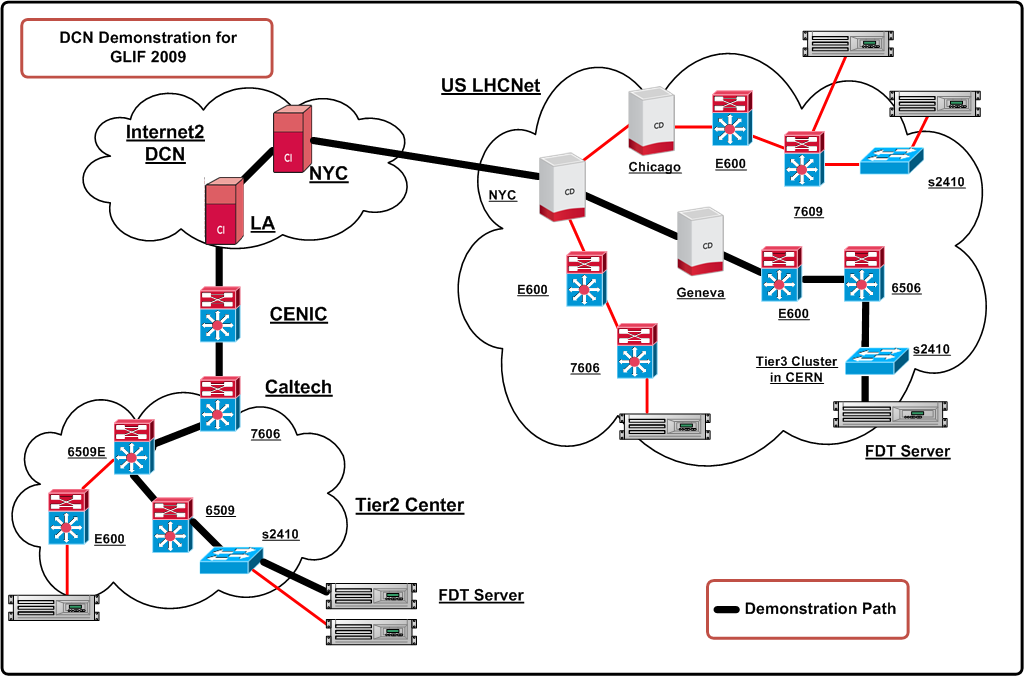 DCN Demonstration for
GLIF 2009
US LHCNet
Internet2
DCN
CI
NYC
CI
LA
CD
Chicago
E600
7609
s2410
NYC
CD
CD
Geneva
E600
6506
E600
7606
Tier3 Cluster
in CERN
s2410
FDT Server
CENIC
Caltech
7606
6509E
E600
6509
s2410
Tier2 Center
FDT Server
Demonstration Path